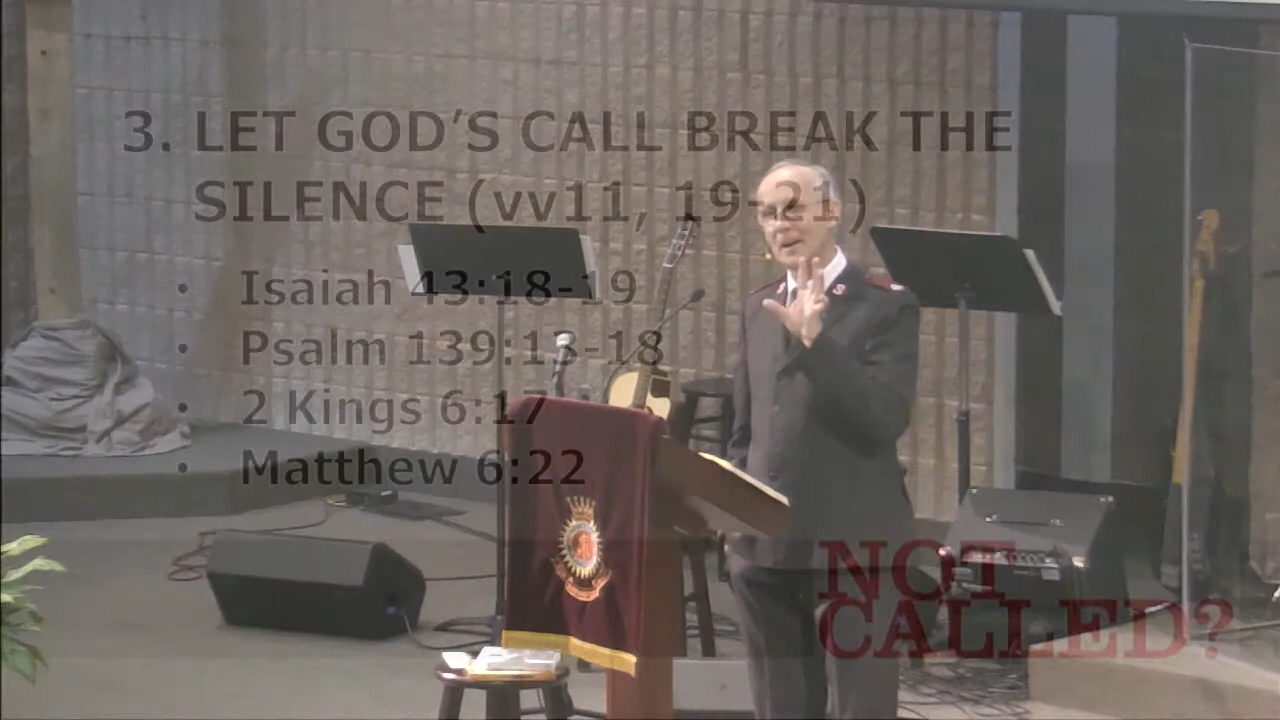 3. LET GOD’S CALL BREAK THE
SILENCE (vv11, 19-21)
• Isaiah 43:18-19
• Psalm 139:13-18
• 2 Kings 6:17
• Matthew 6:22
NOT
CALLED?